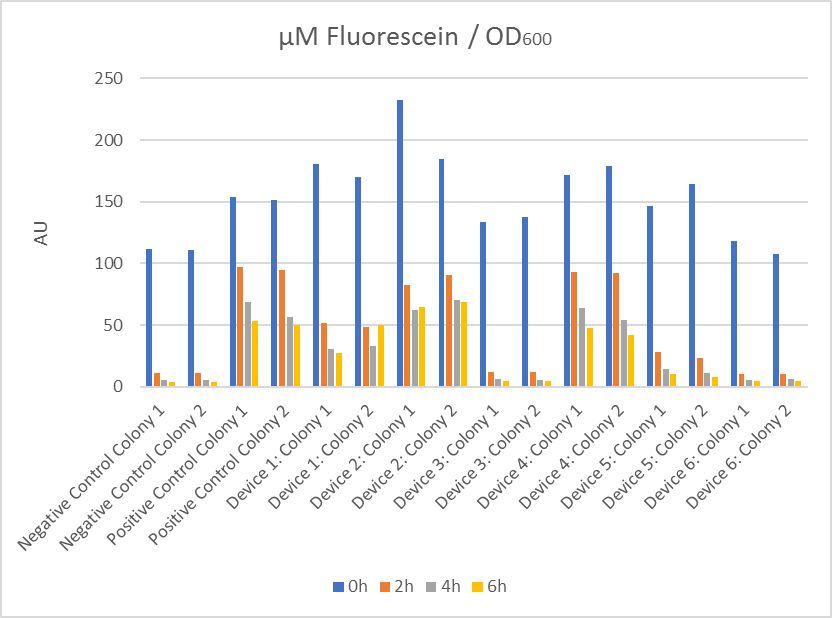 µM Fluorescein / OD600
250
200
150
100
50
0
AU
Negative Control Colony 1
Negative Control Colony 2
Positive Control Colony 1
Positive Control Colony 2
Device 1: Colony 1
Device 1: Colony 2
Device 2: Colony 1
Device 2: Colony 2
Device 3: Colony 1
Device 3: Colony 2
Device 4: Colony 1
Device 4: Colony 2
Device 5: Colony 1
Device 5: Colony 2
Device 6: Colony 1
Device 6: Colony 2
0h 2h 4h 6h